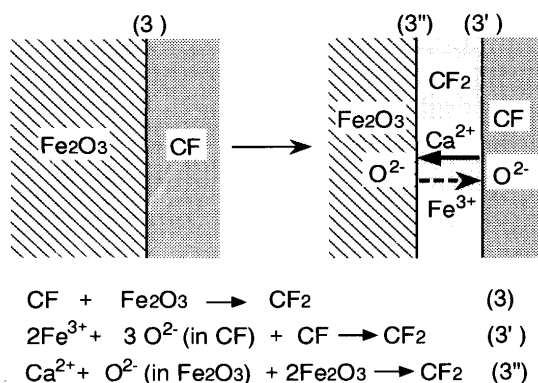 (3) (3") (3')
CF₂
Fe₂O₃ CF Fe₂O₃ Ca²⁺ CF
O²⁻ O²⁻
Fe³⁺
CF + Fe₂O₃ → CF₂ (3)
2Fe³⁺ + 3 O²⁻ (in CF) + CF → CF₂ (3')
Ca²⁺ + O²⁻ (in Fe₂O₃) + 2Fe₂O₃ → CF₂ (3")